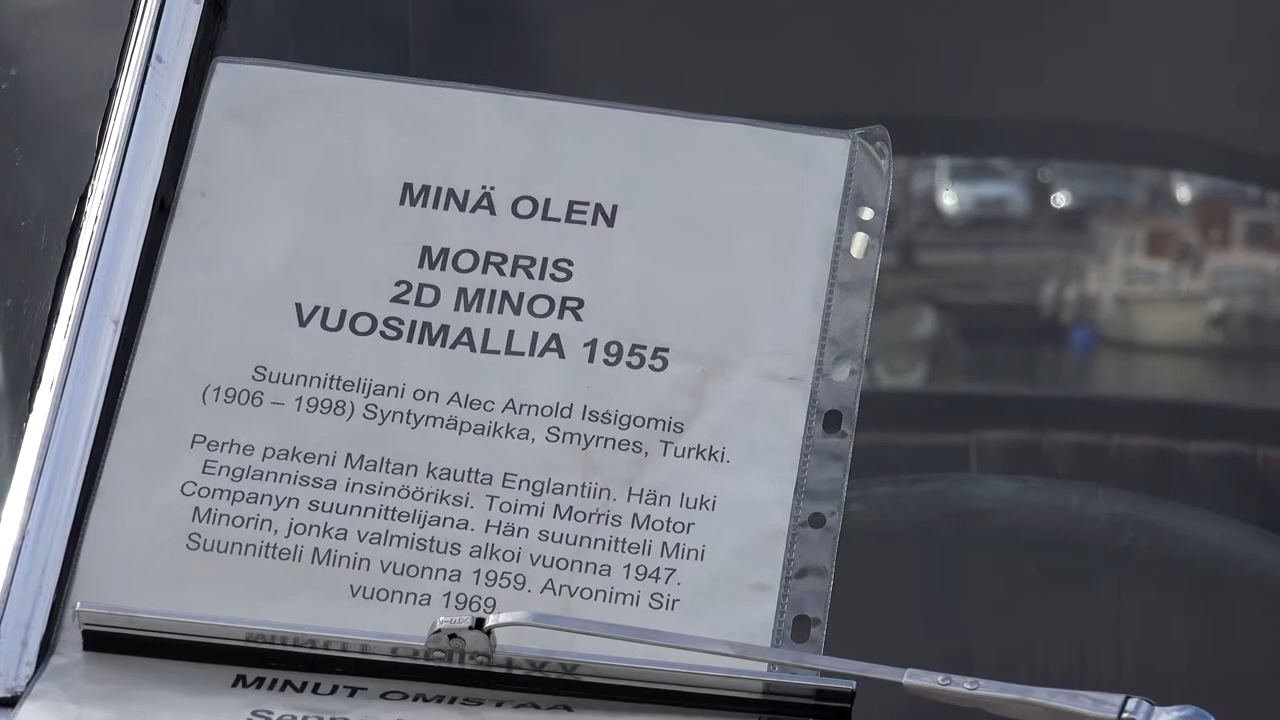 MINÄ OLEN
MORRIS
2D MINOR
VUOSIMALLIA 1955
Suunnittelijani on Alec Arnold Issigomis
(1906 – 1998) Syntymäpaikka, Smyrnes, Turkki.
Perhe pakeni Maltan kautta Englantiin. Hän luki
Englannissa insinööriksi. Toimi Morris Motor
Companyn suunnittelijana. Hän suunnitteli Mini
Minorin, jonka valmistus alkoi vuonna 1947.
Suunnitteli Minin vuonna 1959. Arvonimi Sir
vuonna 1969
MINUT OMISTAA